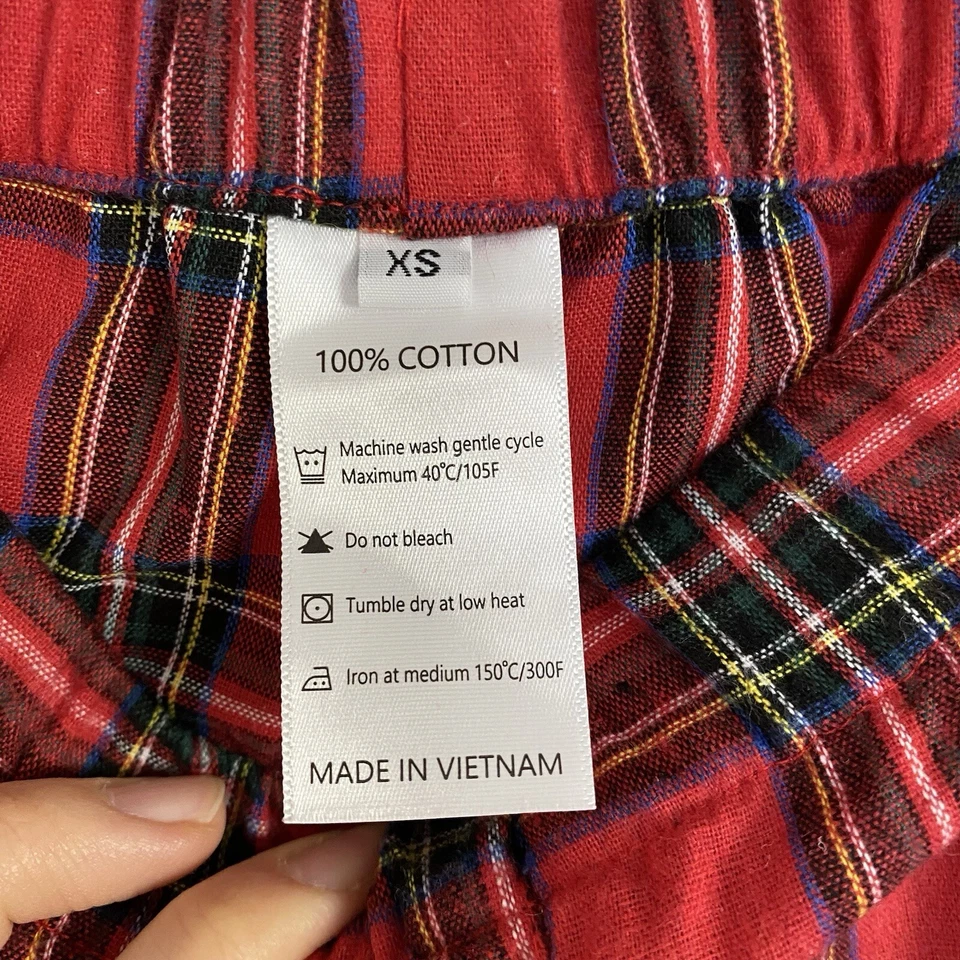 XS
100% COTTON
Machine wash gentle cycle
Maximum 40°C/105F
Do not bleach
Tumble dry at low heat
Iron at medium 150°C/300F
MADE IN VIETNAM